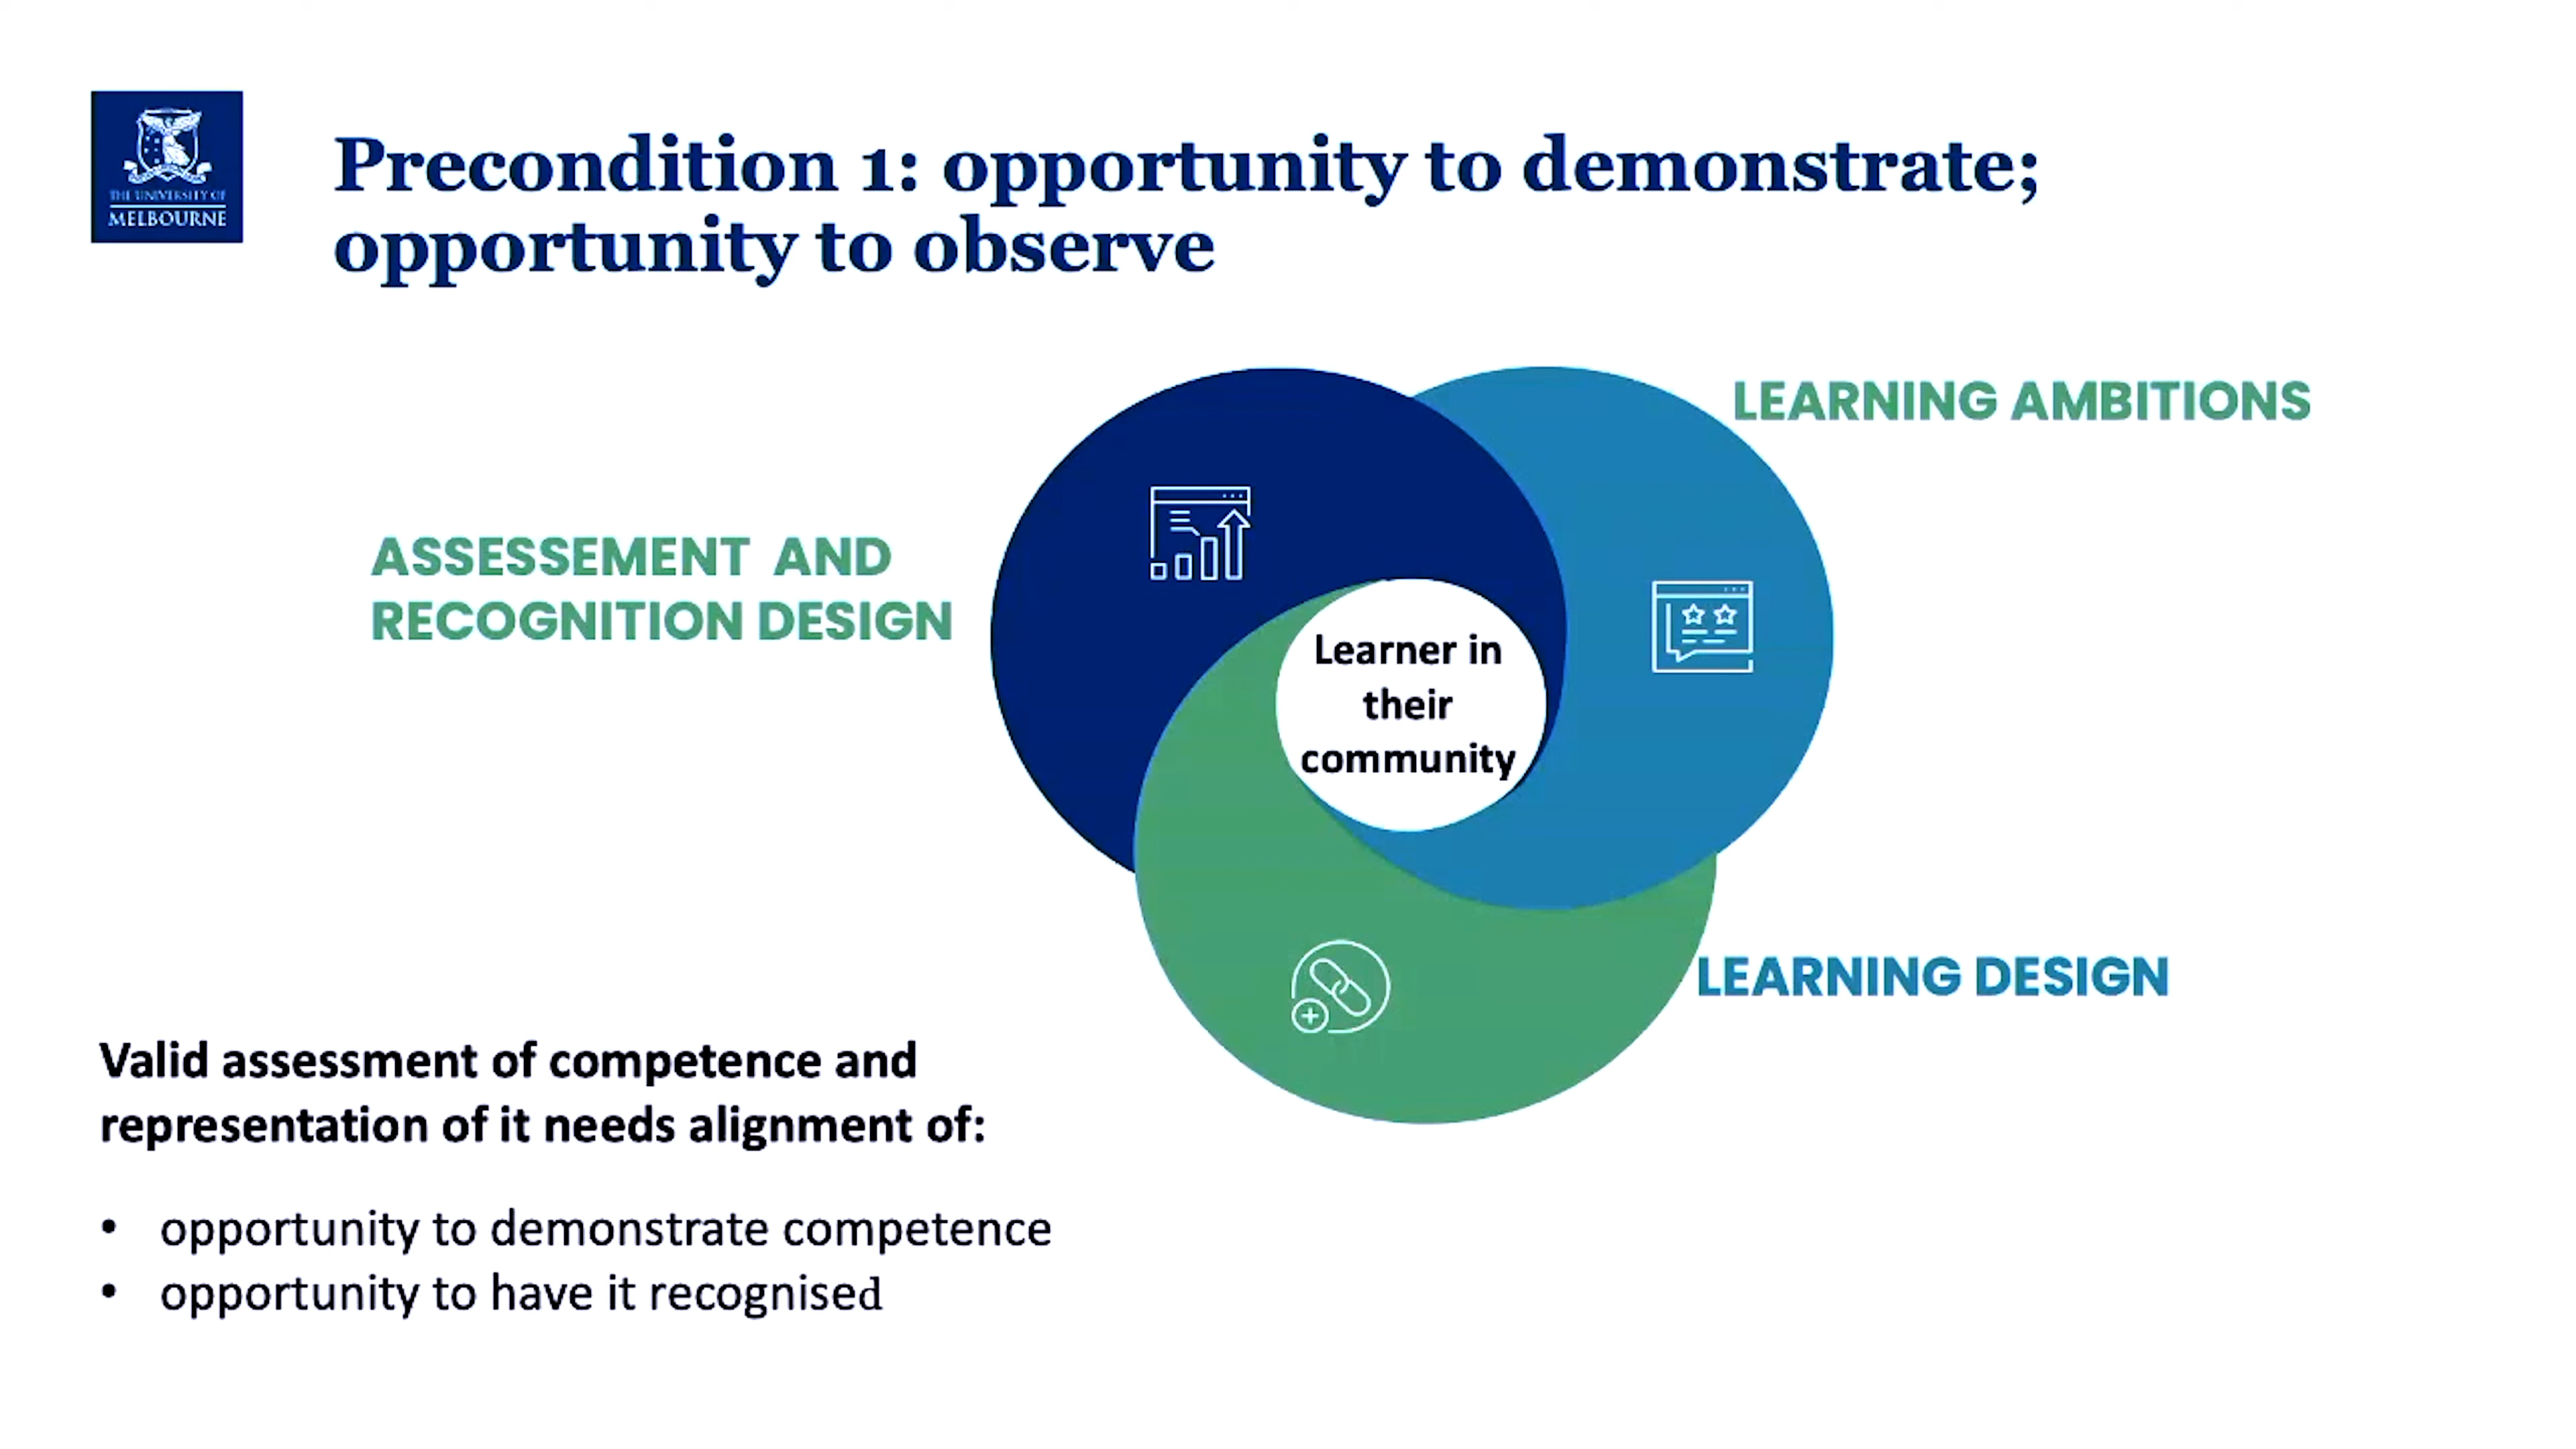 THE UNIVERSITY OF
MELBOURNE
Precondition 1: opportunity to demonstrate;
opportunity to observe
LEARNING AMBITIONS
ASSESSEMENT AND
RECOGNITION DESIGN
Learner in
their
community
LEARNING DESIGN
Valid assessment of competence and
representation of it needs alignment of:
• opportunity to demonstrate competence
• opportunity to have it recognised